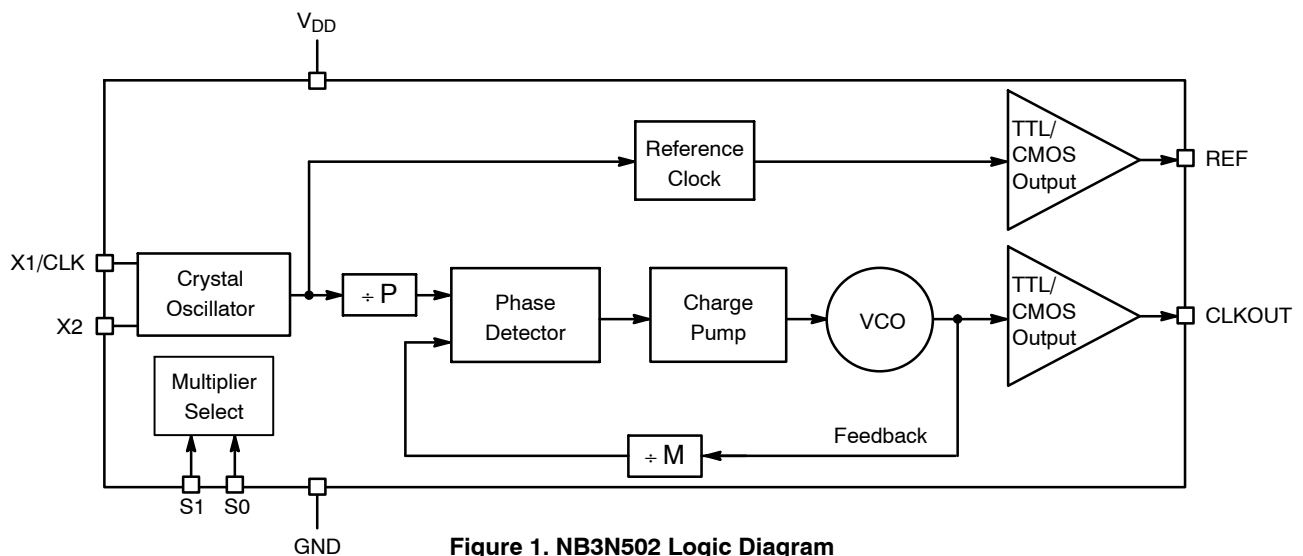 VDD
TTL/
CMOS
Output
Reference
Clock
REF
X1/CLK
X2
Crystal
Oscillator
÷ P
Phase
Detector
Charge
Pump
VCO
TTL/
CMOS
Output
CLKOUT
Multiplier
Select
Feedback
÷ M
S1 S0
GND
Figure 1. NB3N502 Logic Diagram